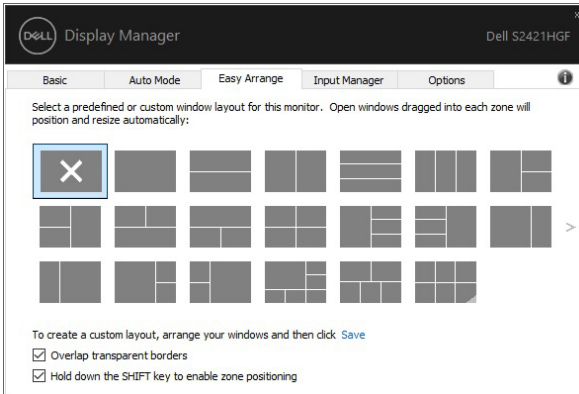 DELL Display Manager
Dell S2421HGF
Basic Auto Mode Easy Arrange Input Manager Options
Select a predefined or custom window layout for this monitor. Open windows dragged into each zone will
position and resize automatically:
To create a custom layout, arrange your windows and then click Save
Overlap transparent borders
Hold down the SHIFT key to enable zone positioning